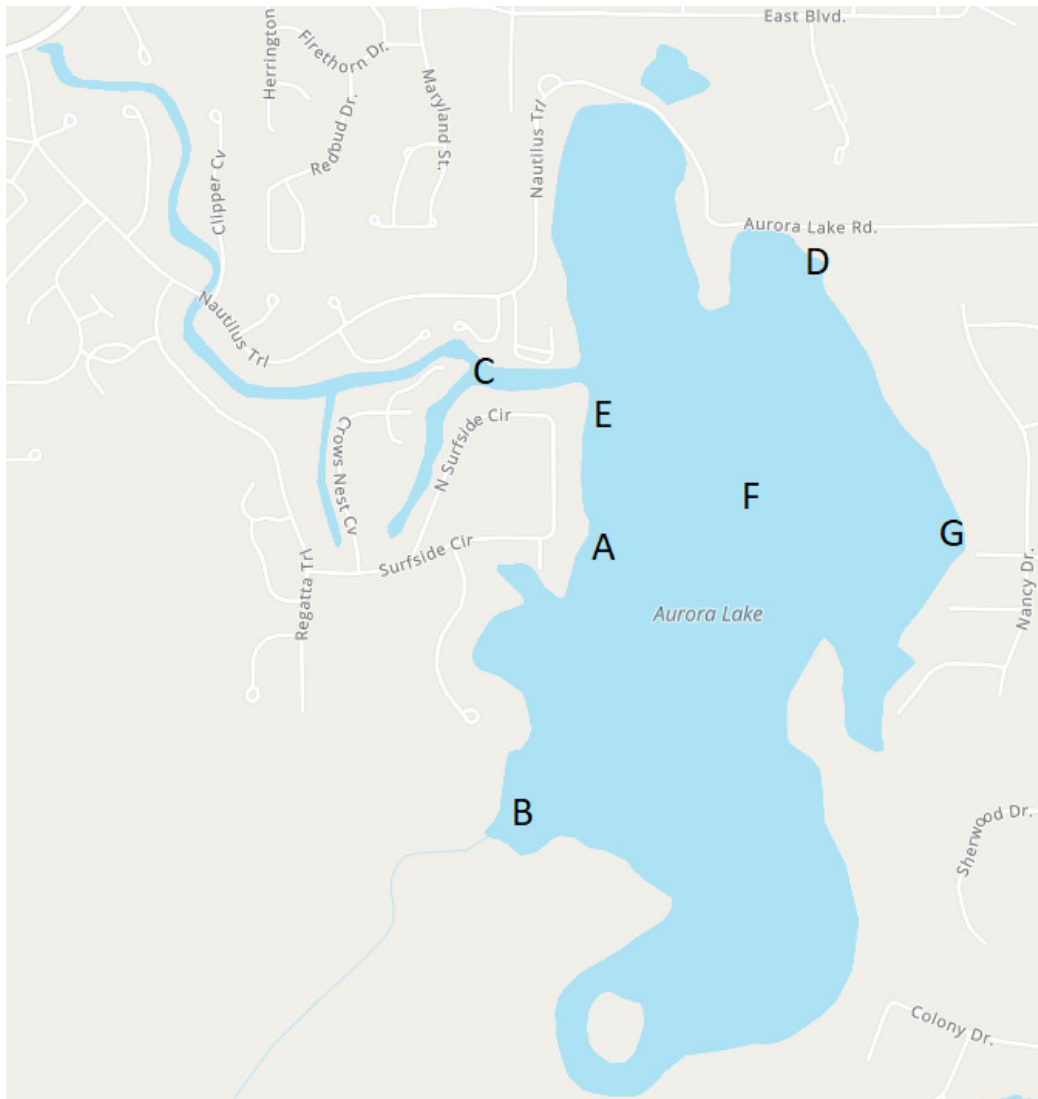 East Blvd.
Herrington
Firethorn Dr.
Maryland St.
Redbud Dr.
Nautilus Trl
Clipper Cv
Aurora Lake Rd.
D
Nautilus Trl
C
E
N Surfside Cir
Crows Nest Cv
F
G
A
Surfside Cir
Regatta Trl
Nancy Dr.
Aurora Lake
B
Sherwood Dr.
Colony Dr.